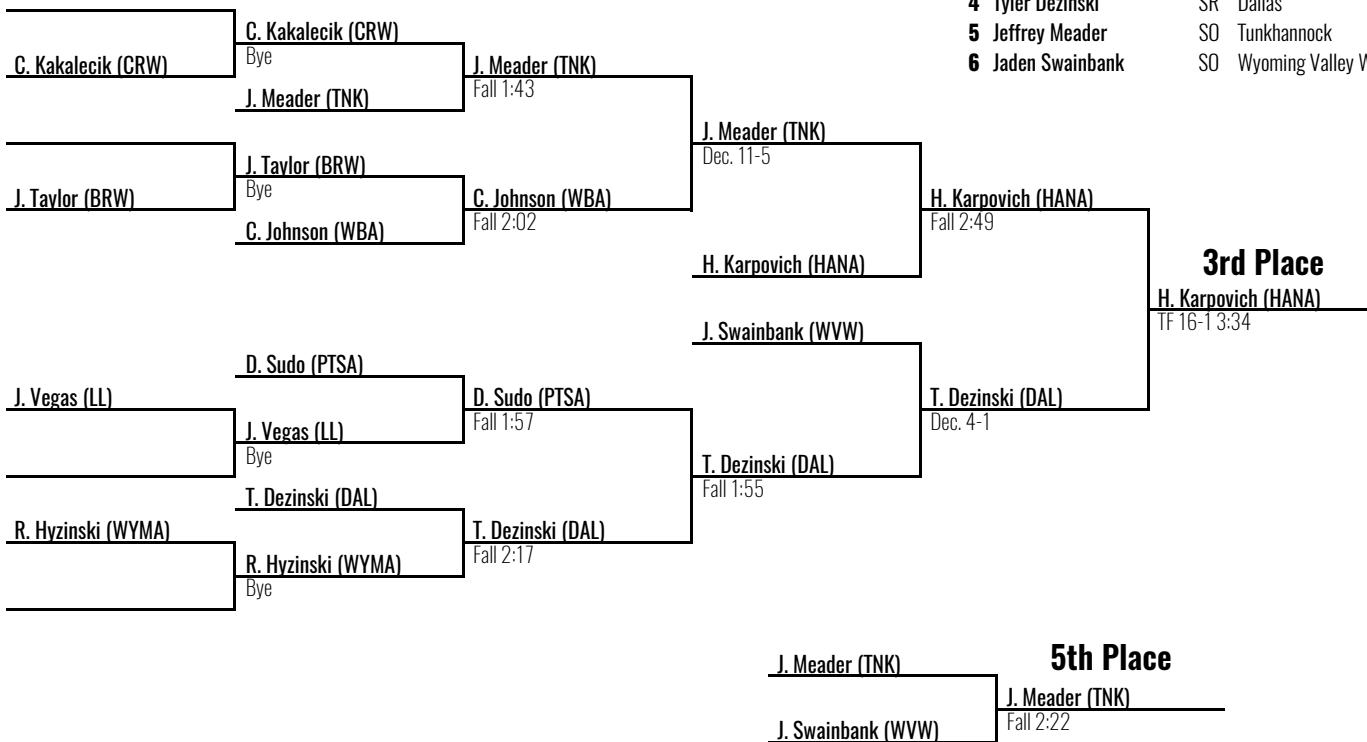 4 Tyler Dezinski SR Dallas
C. Kakalecik (CRW)
Bye
5 Jeffrey Meader SO Tunkhannock
C. Kakalecik (CRW)
J. Meader (TNK)
Fall 1:43
6 Jaden Swainbank SO Wyoming Valley W
J. Meader (TNK)
J. Meader (TNK)
Dec. 11-5
J. Taylor (BRW)
Bye
J. Taylor (BRW)
C. Johnson (WBA)
Fall 2:02
H. Karpovich (HANA)
Fall 2:49
C. Johnson (WBA)
H. Karpovich (HANA)
3rd Place
H. Karpovich (HANA)
TF 16-1 3:34
J. Swainbank (WVW)
D. Sudo (PTSA)
J. Vegas (LL)
D. Sudo (PTSA)
Fall 1:57
T. Dezinski (DAL)
Dec. 4-1
J. Vegas (LL)
Bye
T. Dezinski (DAL)
Fall 1:55
T. Dezinski (DAL)
R. Hyzinski (WYMA)
T. Dezinski (DAL)
Fall 2:17
R. Hyzinski (WYMA)
Bye
J. Meader (TNK)
5th Place
J. Meader (TNK)
Fall 2:22
J. Swainbank (WVW)